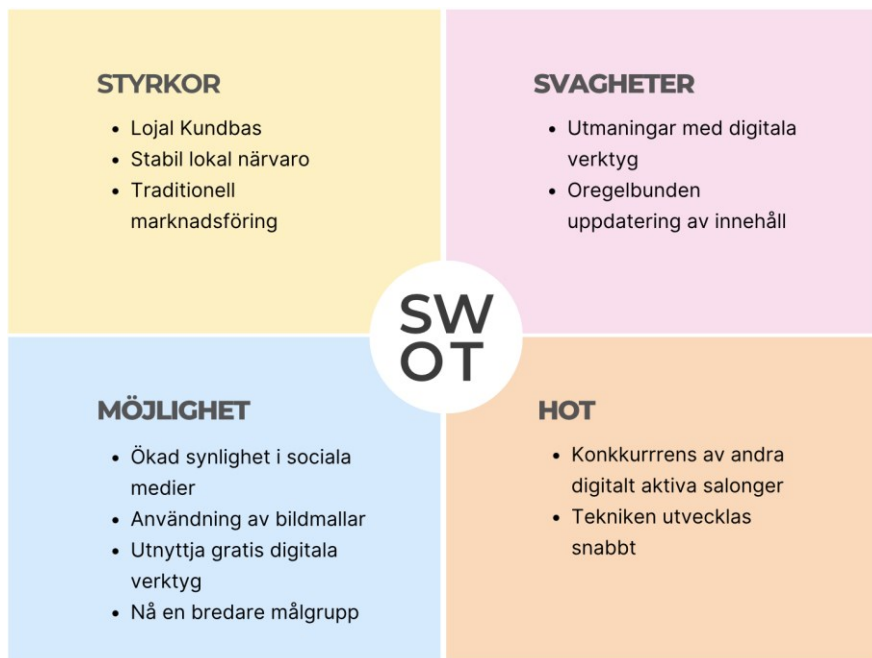 STYRKOR
Lojal Kundbas
Stabil lokal närvaro
Traditionell
marknadsföring
SVAGHETER
Utmaningar med digitala
verktyg
Oregelbunden
uppdatering av innehåll
SW
OT
MÖJLIGHET
Ökad synlighet i sociala
medier
Användning av bildmallar
Utnyttja gratis digitala
verktyg
Nå en bredare målgrupp
HOT
Konkkurrrens av andra
digitalt aktiva salonger
Tekniken utvecklas
snabbt